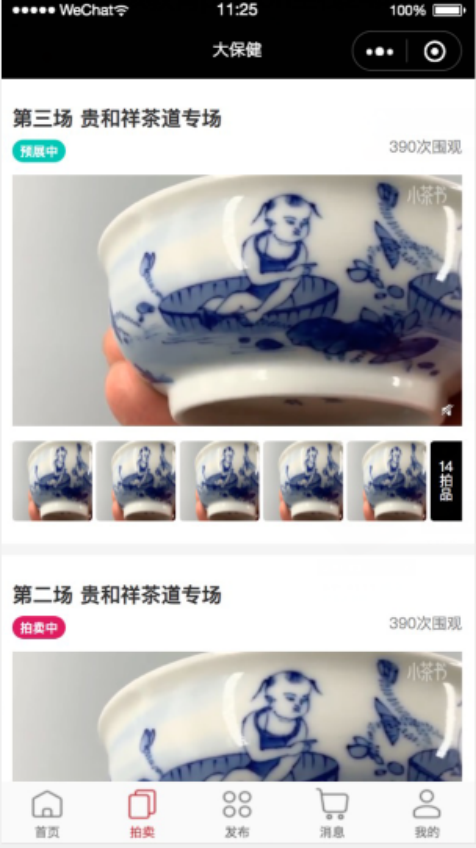 WeChat
11:25
100%
大保健
第三场 贵和祥茶道专场
预展中
390次围观
小茶书
14拍品
第二场 贵和祥茶道专场
拍卖中
390次围观
小茶书
首页
拍卖
发布
消息
我的